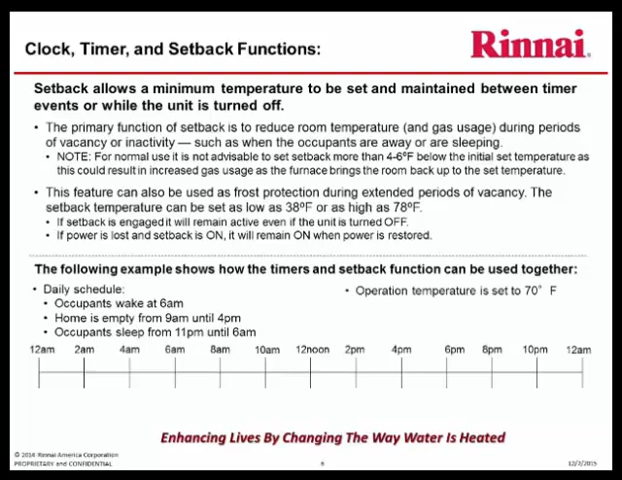 Clock, Timer, and Setback Functions:
Rinnai
Setback allows a minimum temperature to be set and maintained between timer
events or while the unit is turned off.
• The primary function of setback is to reduce room temperature (and gas usage) during periods
of vacancy or inactivity — such as when the occupants are away or are sleeping.
• NOTE: For normal use it is not advisable to set setback more than 4-6ºF below the initial set temperature as
this could result in increased gas usage as the furnace brings the room back up to the set temperature.
• This feature can also be used as frost protection during extended periods of vacancy. The
setback temperature can be set as low as 38ºF or as high as 78ºF.
• If setback is engaged it will remain active even if the unit is turned OFF.
• If power is lost and setback is ON, it will remain ON when power is restored.
The following example shows how the timers and setback function can be used together:
• Daily schedule:
• Occupants wake at 6am
• Home is empty from 9am until 4pm
• Occupants sleep from 11pm until 6am
• Operation temperature is set to 70° F
12am 2am 4am 6am 8am 10am 12noon 2pm 4pm 6pm 8pm 10pm 12am
Enhancing Lives By Changing The Way Water Is Heated
© 2014 Rinnai America Corporation
PROPRIETARY and CONFIDENTIAL
6
12/2/2015